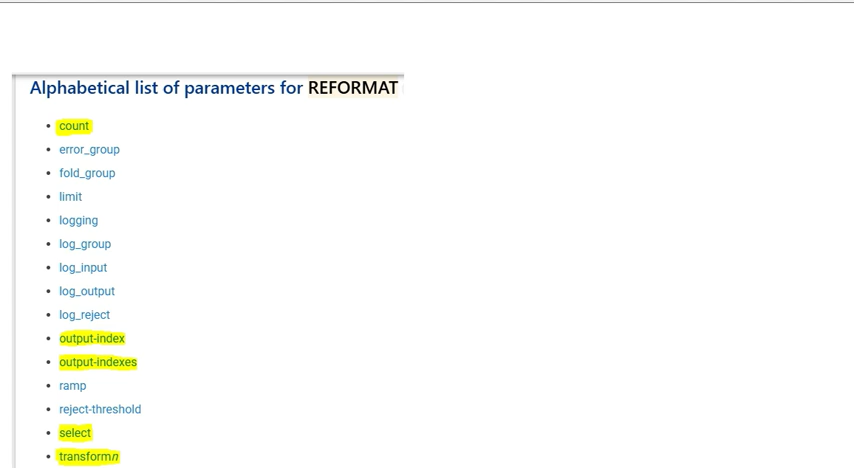 Alphabetical list of parameters for REFORMAT
count
error_group
fold_group
limit
logging
log_group
log_input
log_output
log_reject
output-index
output-indexes
ramp
reject-threshold
select
transformn